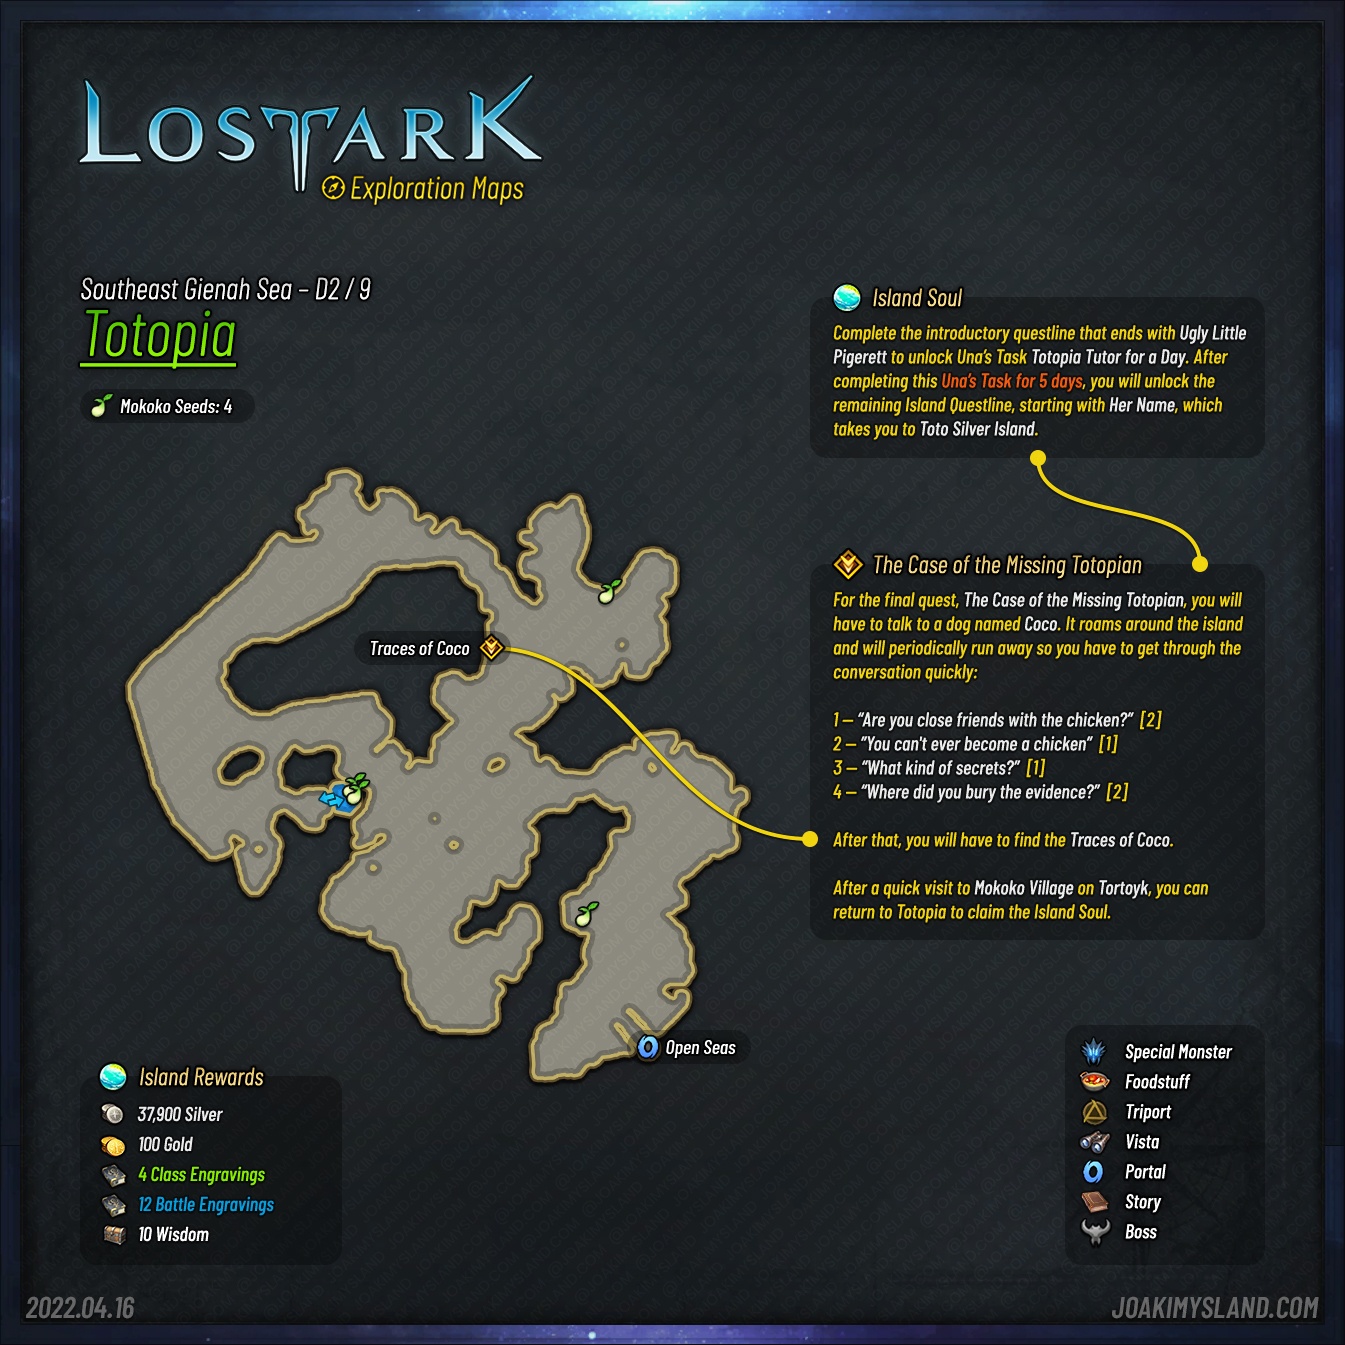 LOSTARK
Exploration Maps
Southeast Gienah Sea – D2 / 9
Totopia
Mokoko Seeds: 4
Island Soul
Complete the introductory questline that ends with Ugly Little
Pigerett to unlock Una's Task Totopia Tutor for a Day. After
completing this Una's Task for 5 days, you will unlock the
remaining Island Questline, starting with Her Name, which
takes you to Toto Silver Island.
The Case of the Missing Totopian
For the final quest, The Case of the Missing Totopian, you will
have to talk to a dog named Coco. It roams around the island
and will periodically run away so you have to get through the
conversation quickly:
1 – “Are you close friends with the chicken?” [2]
2 – “You can't ever become a chicken” [1]
3 – “What kind of secrets?” [1]
4 – “Where did you bury the evidence?” [2]
After that, you will have to find the Traces of Coco.
After a quick visit to Mokoko Village on Tortoyk, you can
return to Totopia to claim the Island Soul.
Traces of Coco
Open Seas
Island Rewards
37,900 Silver
100 Gold
4 Class Engravings
12 Battle Engravings
10 Wisdom
Special Monster
Foodstuff
Triport
Vista
Portal
Story
Boss
2022.04.16
JOAKIMYSLAND.COM